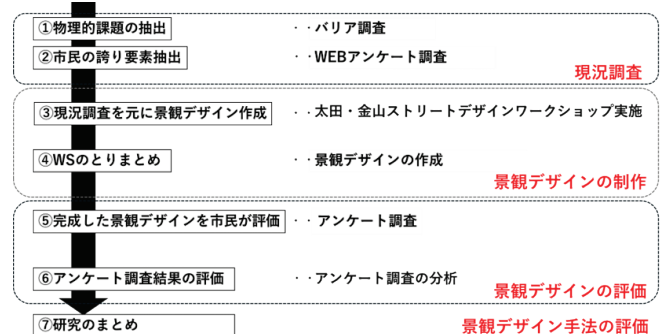 ①物理的課題の抽出 ・・バリア調査
②市民の誇り要素抽出 ・・WEBアンケート調査
現況調査
③現況調査を元に景観デザイン作成 ・・太田・金山ストリートデザインワークショップ実施
④WSのとりまとめ ・・景観デザインの作成
景観デザインの制作
⑤完成した景観デザインを市民が評価 ・・アンケート調査
⑥アンケート調査結果の評価 ・・アンケート調査の分析
景観デザインの評価
⑦研究のまとめ 景観デザイン手法の評価